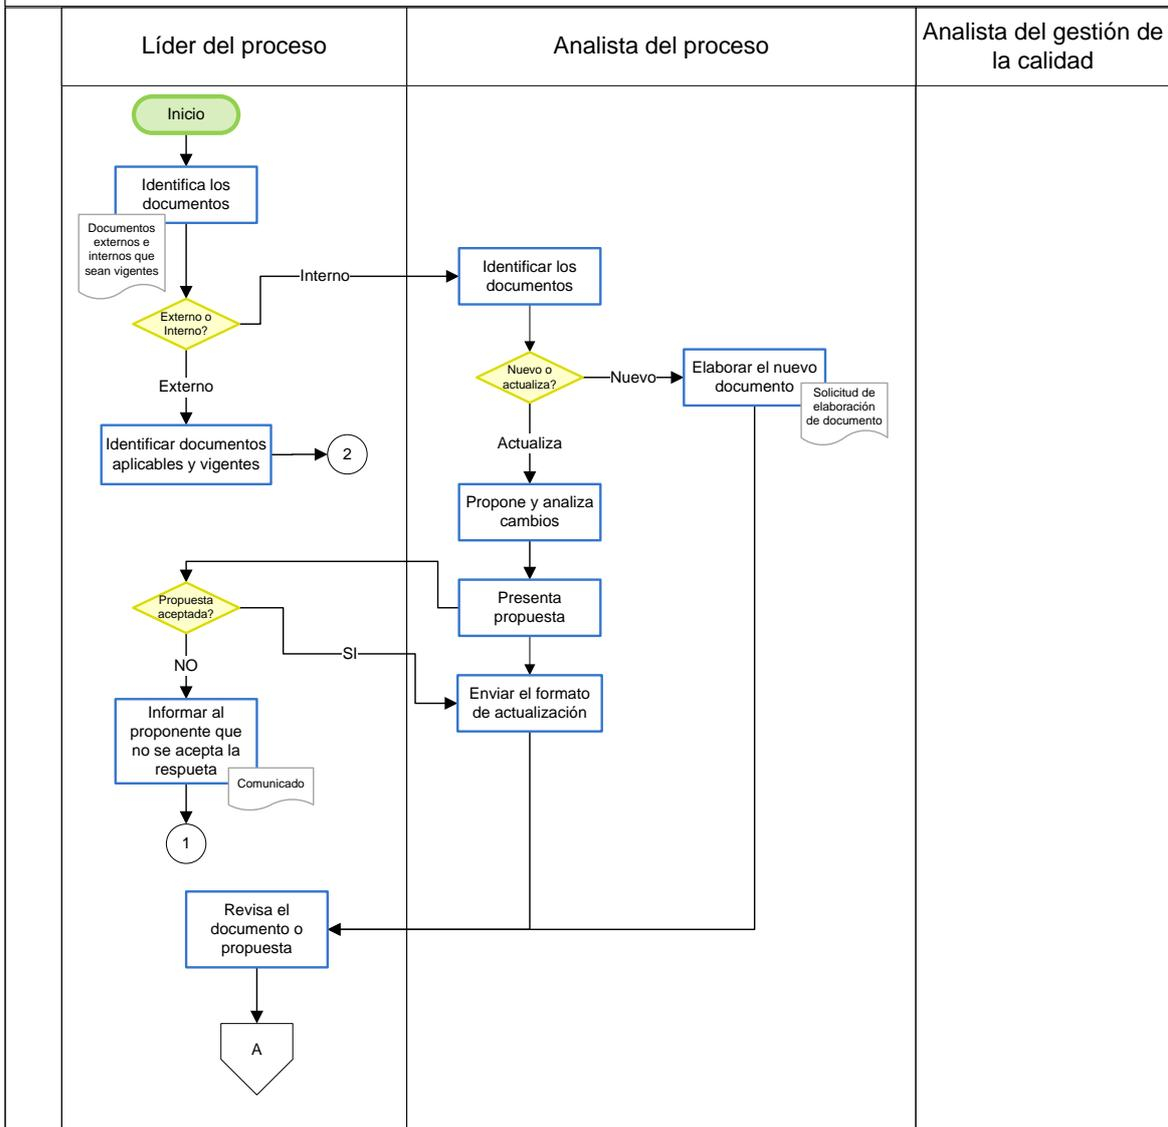 Líder del proceso
Analista del proceso
Analista del gestión de
la calidad
Inicio
Identifica los
documentos
Documentos
externos e
internos que
sean vigentes
Externo o
Interno?
Interno
Externo
Identificar documentos
aplicables y vigentes
2
Identificar los
documentos
Nuevo o
actualiza?
Nuevo
Elaborar el nuevo
documento
Solicitud de
elaboración
de documento
Actualiza
Propone y analiza
cambios
Presenta
propuesta
Propuesta
aceptada?
SI
NO
Enviar el formato
de actualización
Informar al
proponente que
no se acepta la
respueta
Comunicado
1
Revisa el
documento o
propuesta
A